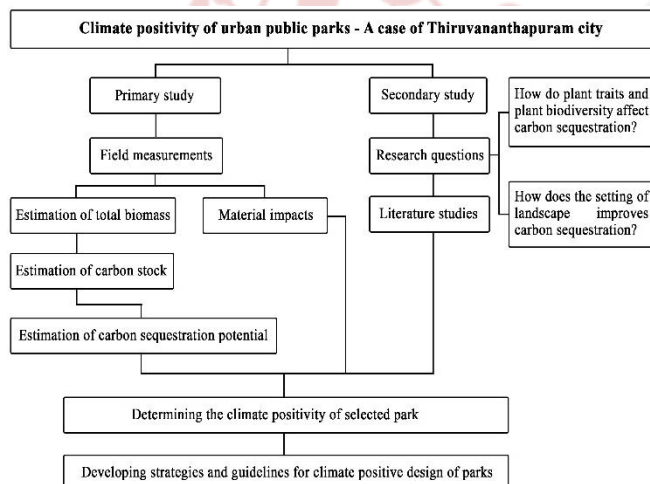 Climate positivity of urban public parks - A case of Thiruvananthapuram city
Primary study
Secondary study
How do plant traits and
plant biodiversity affect
carbon sequestration?
Field measurements
Research questions
Estimation of total biomass
Material impacts
Literature studies
How does the setting of
landscape improves
carbon sequestration?
Estimation of carbon stock
Estimation of carbon sequestration potential
Determining the climate positivity of selected park
Developing strategies and guidelines for climate positive design of parks